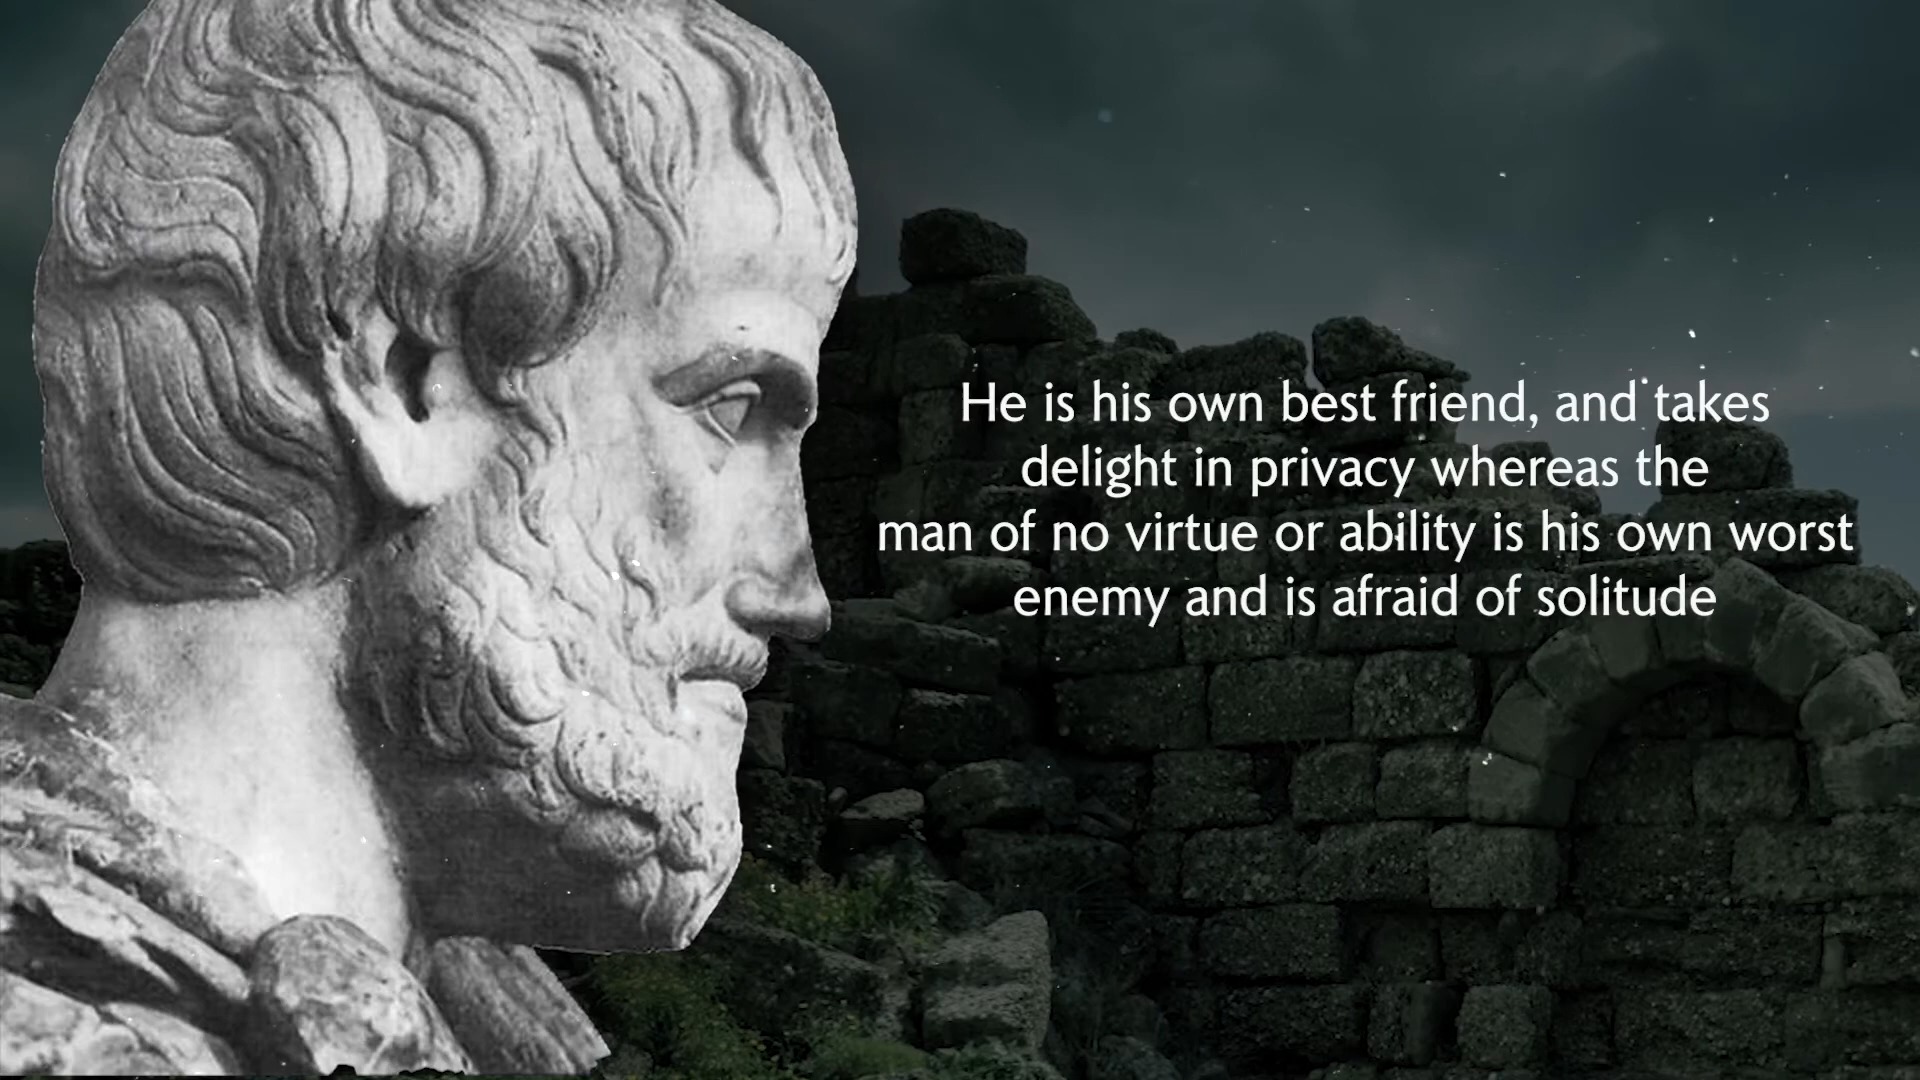 He is his own best friend, and takes
delight in privacy whereas the
man of no virtue or ability is his own worst
enemy and is afraid of solitude